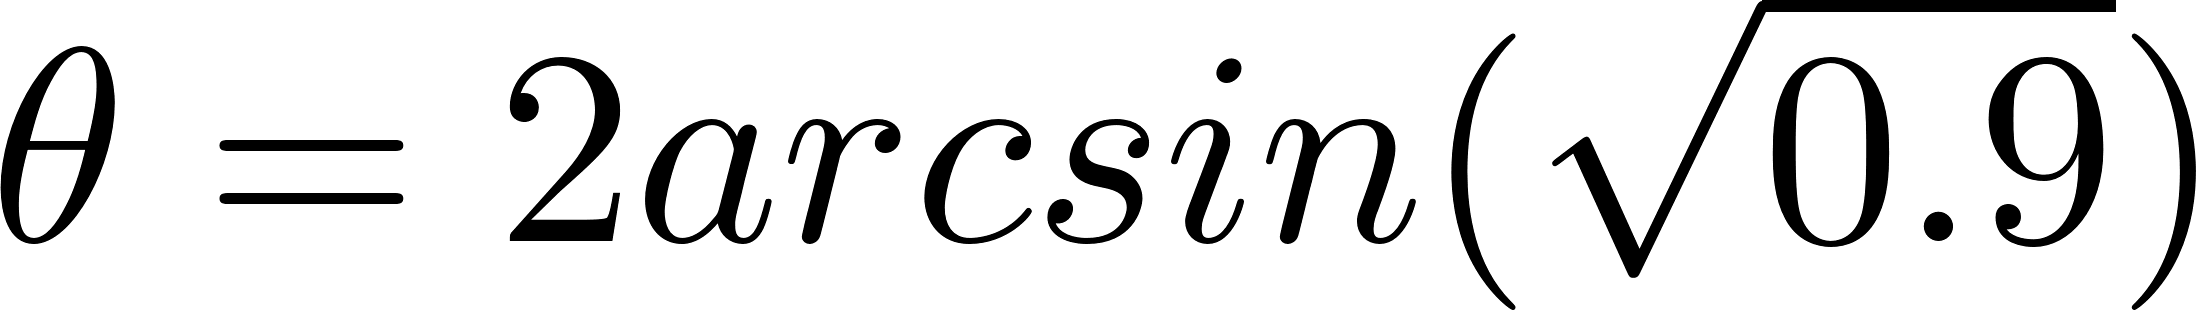 θ = 2arcsin(√0.9)